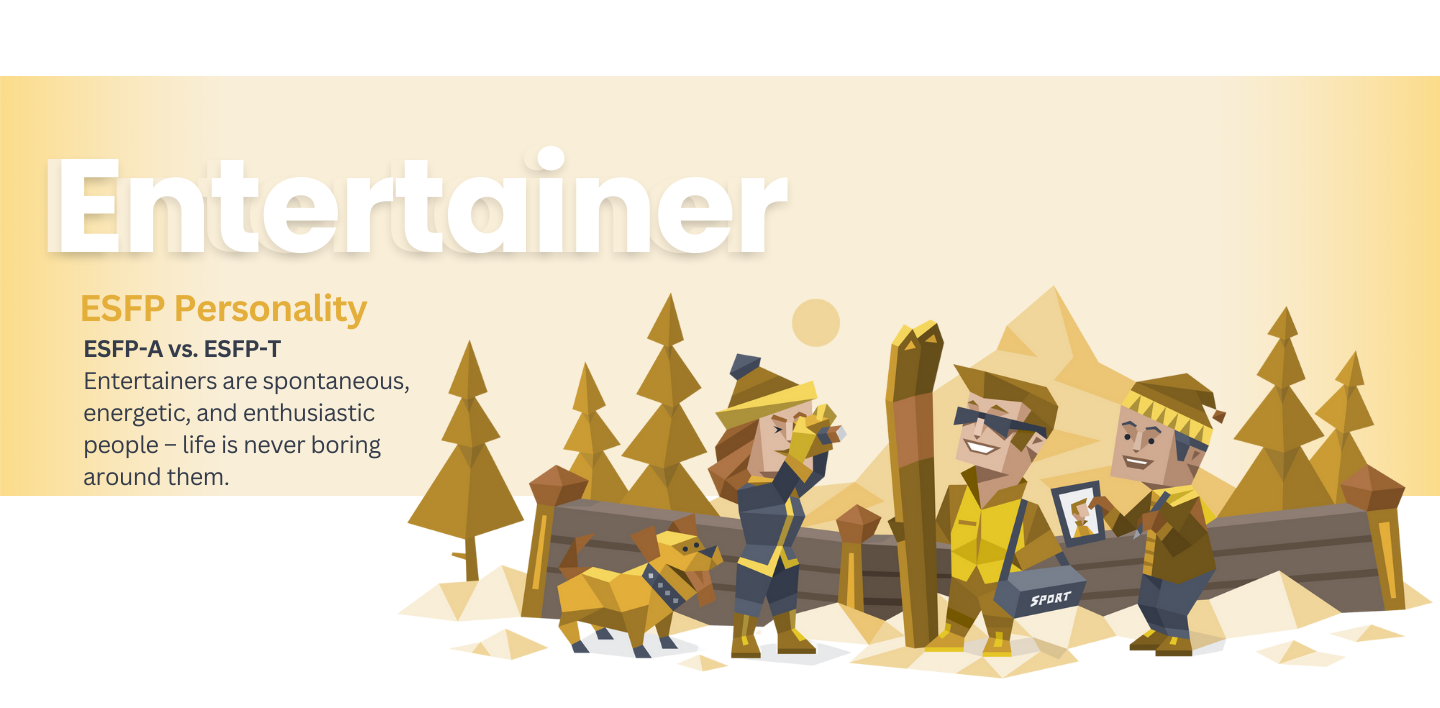 Entertainer
ESFP Personality
ESFP-A vs. ESFP-T
Entertainers are spontaneous,
energetic, and enthusiastic
people – life is never boring
around them.
SPORT